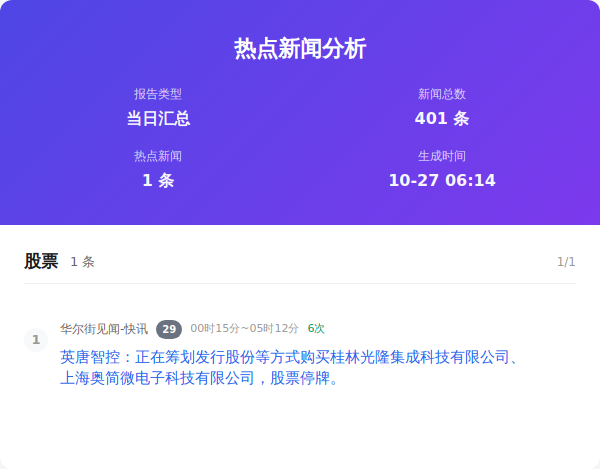 热点新闻分析
报告类型
新闻总数
当日汇总
401 条
热点新闻
生成时间
1 条
10-27 06:14
股票 1 条 1/1
1 华尔街见闻-快讯 29 00时15分~05时12分 6次
英唐智控：正在筹划发行股份等方式购买桂林光隆集成科技有限公司、
上海奥简微电子科技有限公司，股票停牌。